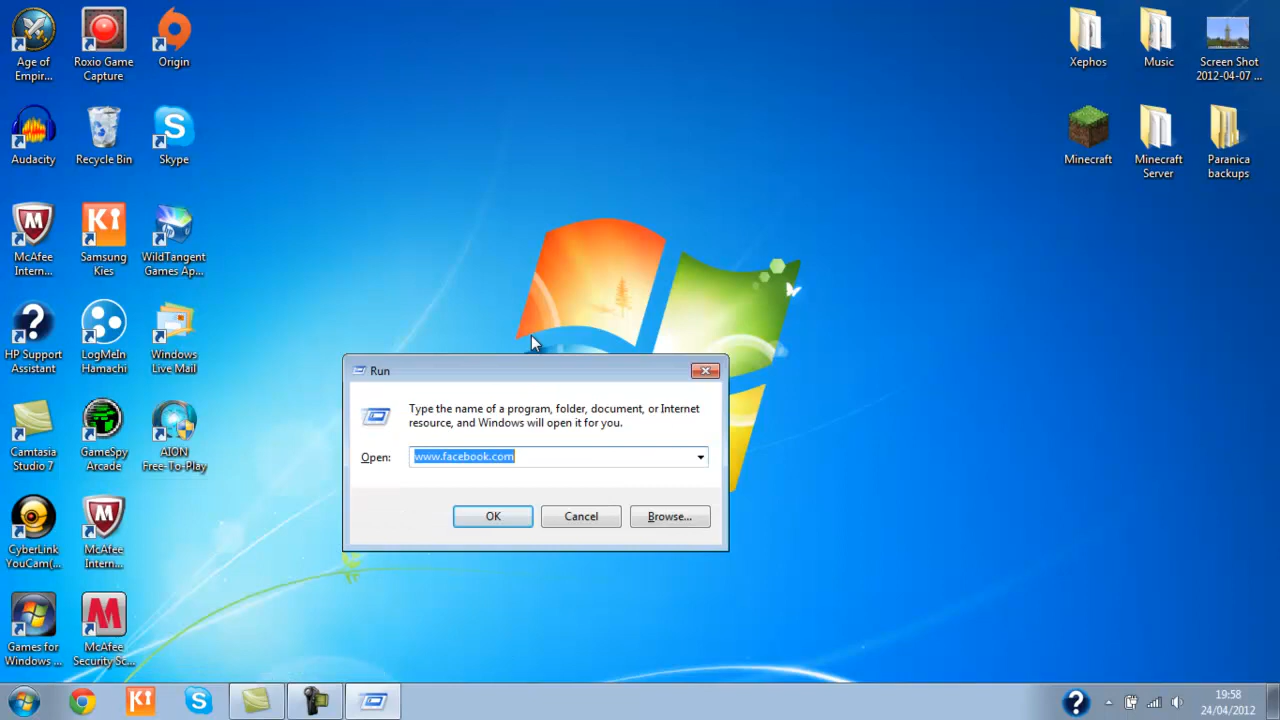 Age of
Empir...
Roxio Game
Capture
Origin
Audacity
Recycle Bin
Skype
McAfee
Intern...
Samsung
Kies
WildTangent
Games Ap...
HP Support
Assistant
LogMeIn
Hamachi
Windows
Live Mail
Camtasia
Studio 7
GameSpy
Arcade
AION
Free-To-Play
CyberLink
YouCam(...
McAfee
Intern...
Games for
Windows ...
McAfee
Security Sc...
Xephos
Music
Screen Shot
2012-04-07 ...
Minecraft
Minecraft
Server
Paranica
backups
Run
Type the name of a program, folder, document, or Internet
resource, and Windows will open it for you.
Open:
www.facebook.com
OK
Cancel
Browse...
19:58
24/04/2012